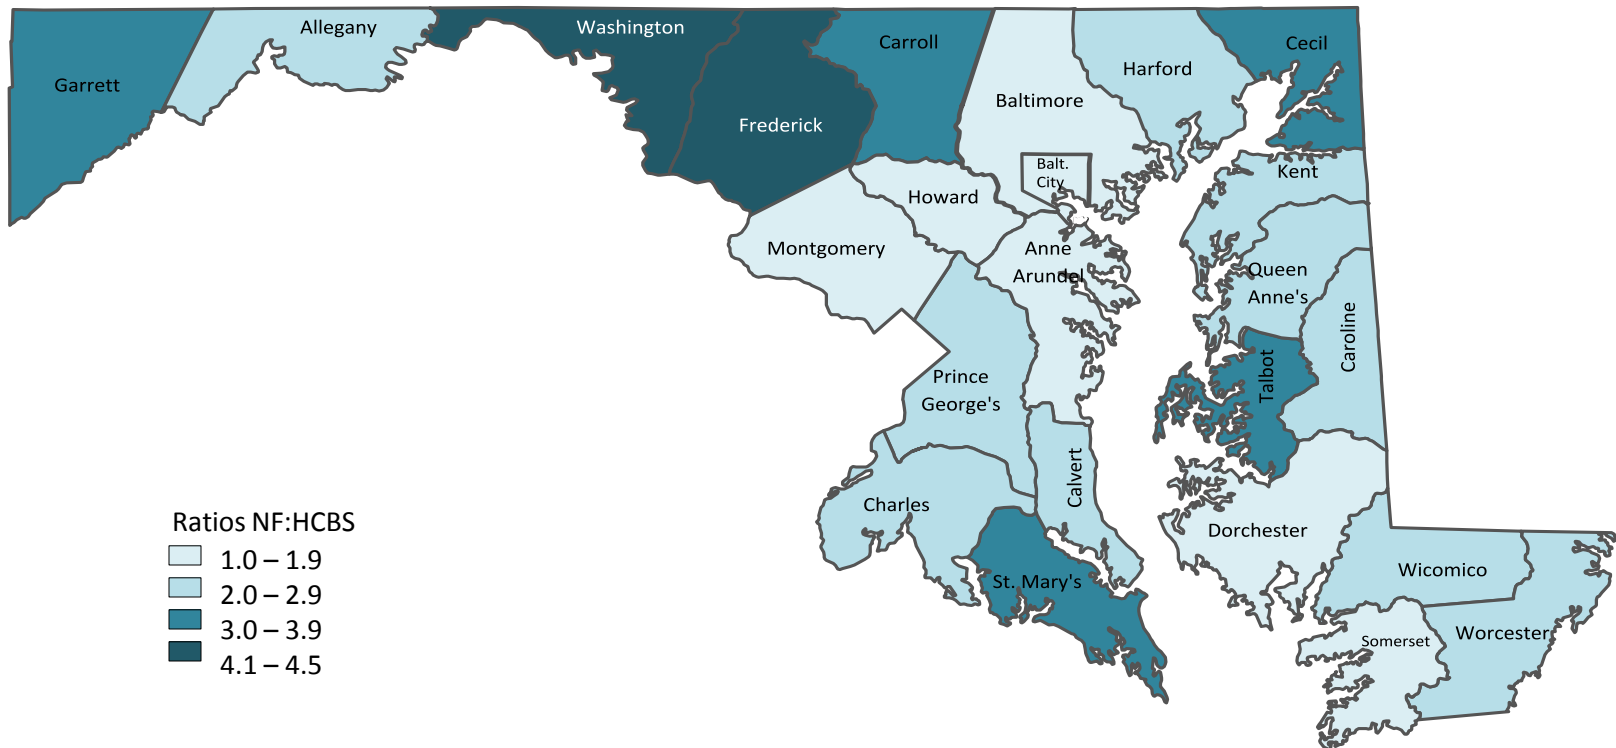 Allegany
Washington
Carroll
Cecil
Garrett
Harford
Baltimore
Frederick
Balt.
City
Kent
Howard
Montgomery
Anne
Arundel
Queen
Anne's
Caroline
Talbot
Prince
George's
Calvert
Charles
Dorchester
St. Mary's
Wicomico
Somerset
Worcester
Ratios NF:HCBS
1.0 – 1.9
2.0 – 2.9
3.0 – 3.9
4.1 – 4.5